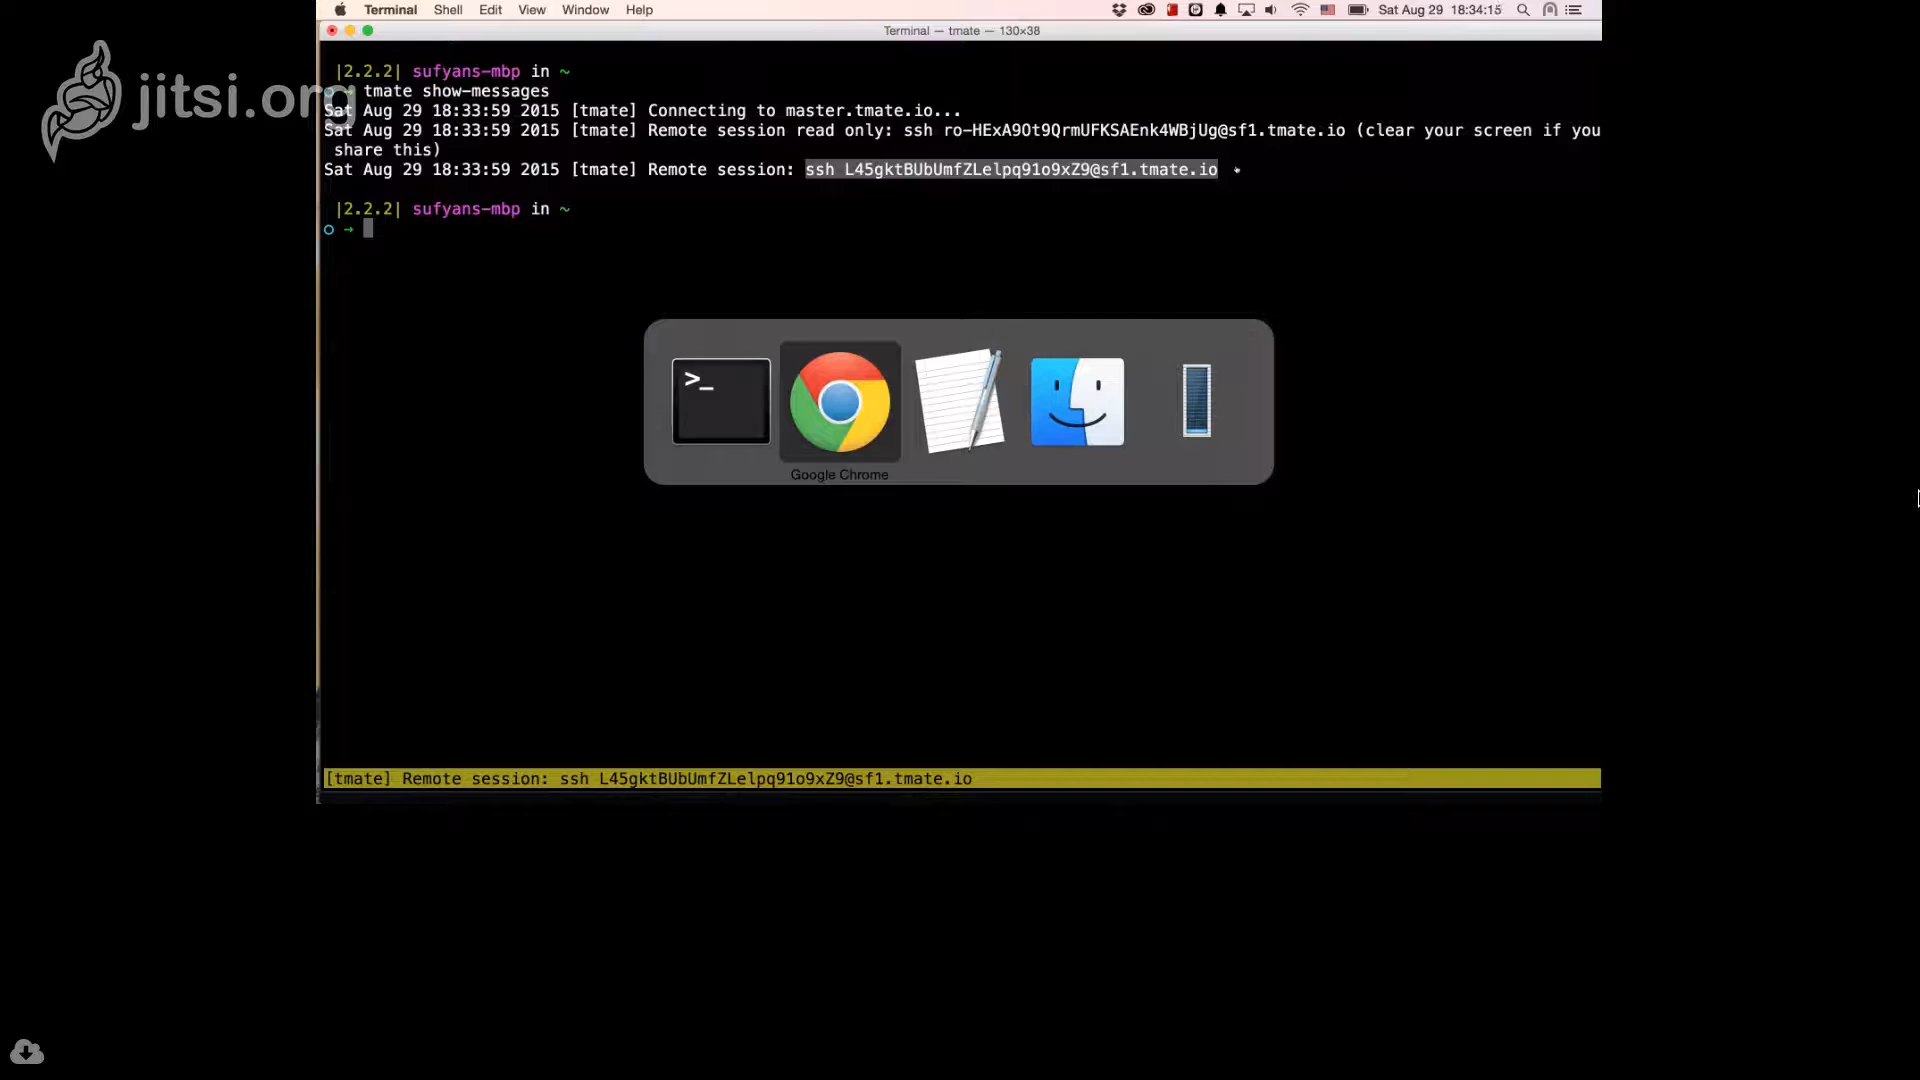 Terminal Shell Edit View Window Help Sat Aug 29 18:34:15
Terminal — tmate — 130×38
jitsi.org
|2.2.2| sufyans-mbp in ~
→ tmate show-messages
Sat Aug 29 18:33:59 2015 [tmate] Connecting to master.tmate.io...
Sat Aug 29 18:33:59 2015 [tmate] Remote session read only: ssh ro-HExA9Ot9QrmUFKSAEnk4WBjUg@sf1.tmate.io (clear your screen if you
share this)
Sat Aug 29 18:33:59 2015 [tmate] Remote session: ssh L45gktBUbUmfZLelpq91o9xZ9@sf1.tmate.io
|2.2.2| sufyans-mbp in ~
○ →
>_
Google Chrome
[tmate] Remote session: ssh L45gktBUbUmfZLelpq91o9xZ9@sf1.tmate.io